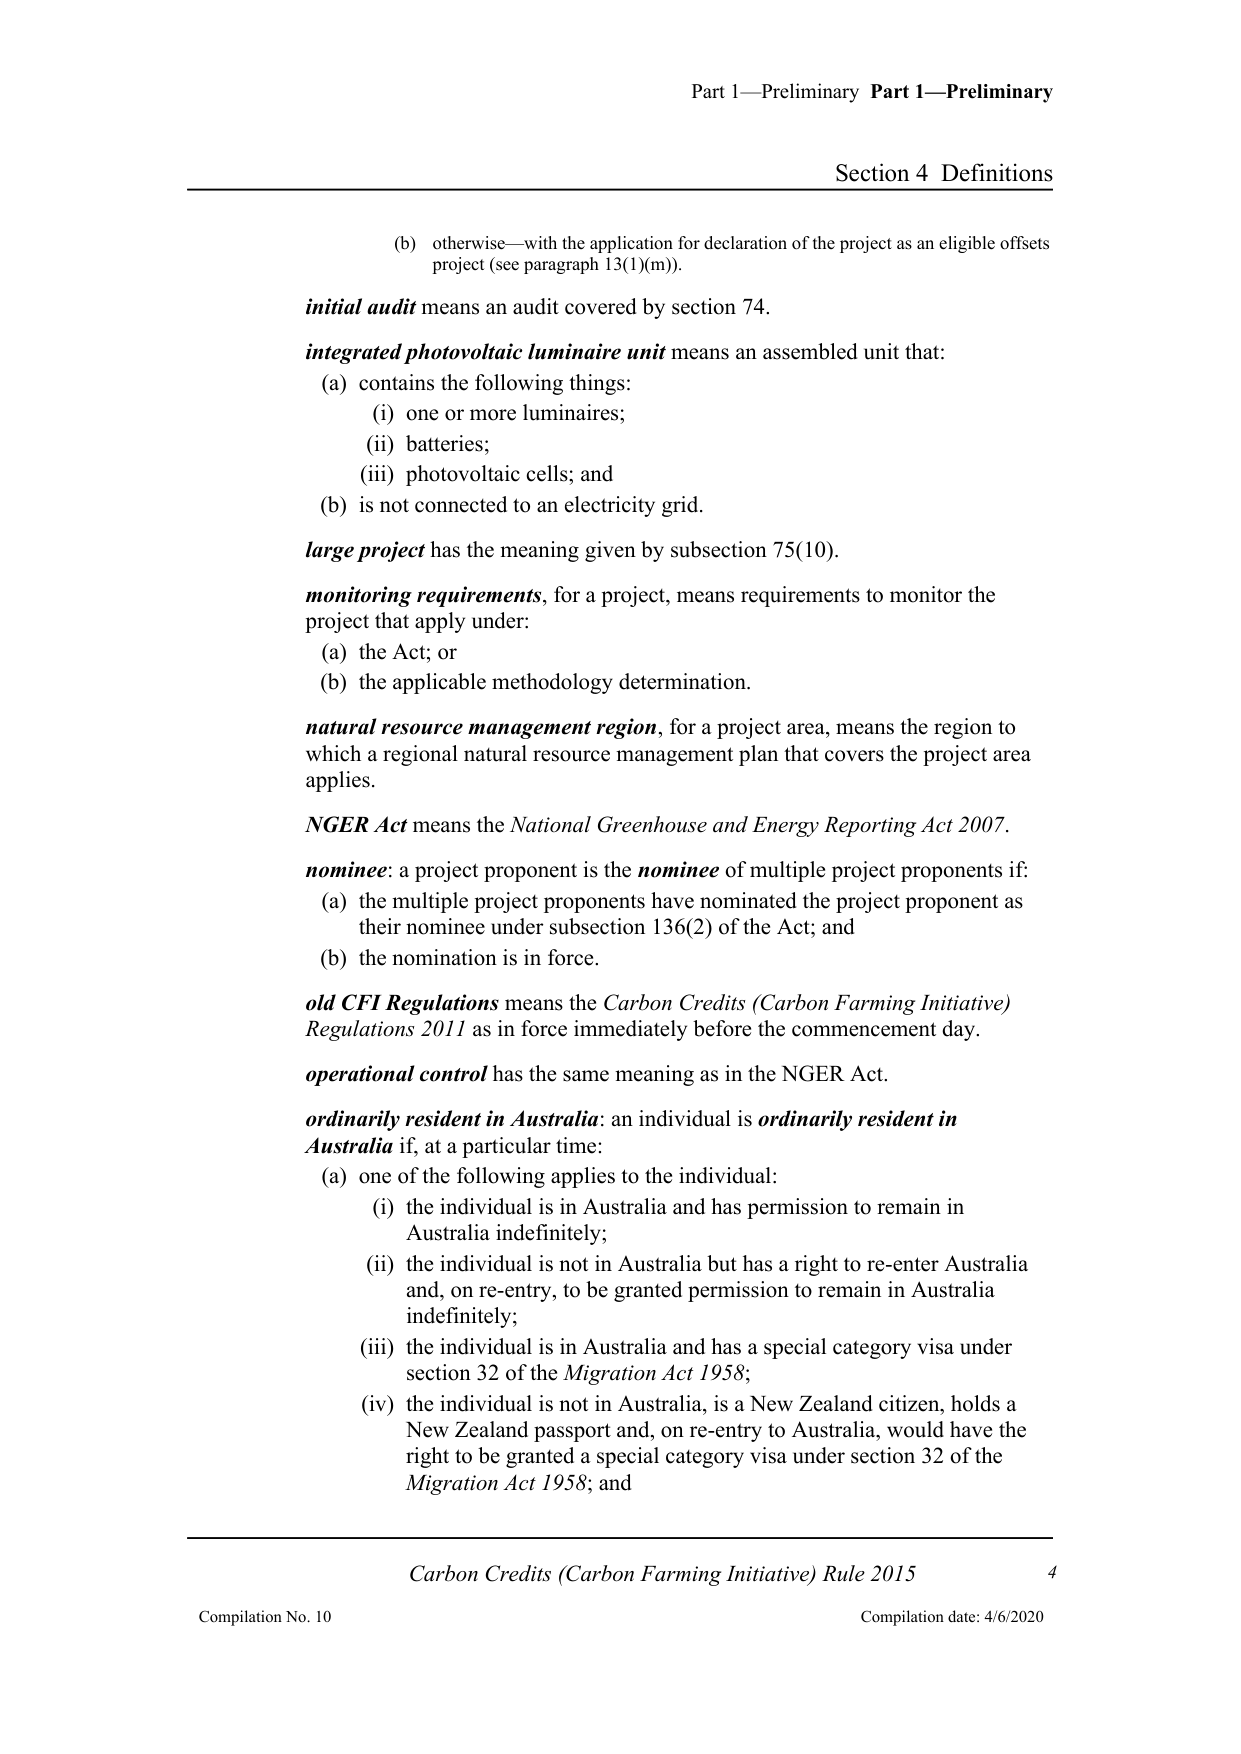 Part 1—Preliminary  Part 1—Preliminary
Section 4  Definitions
(b) otherwise—with the application for declaration of the project as an eligible offsets
project (see paragraph 13(1)(m)).
initial audit means an audit covered by section 74.
integrated photovoltaic luminaire unit means an assembled unit that:
(a) contains the following things:
(i) one or more luminaires;
(ii) batteries;
(iii) photovoltaic cells; and
(b) is not connected to an electricity grid.
large project has the meaning given by subsection 75(10).
monitoring requirements, for a project, means requirements to monitor the
project that apply under:
(a) the Act; or
(b) the applicable methodology determination.
natural resource management region, for a project area, means the region to
which a regional natural resource management plan that covers the project area
applies.
NGER Act means the National Greenhouse and Energy Reporting Act 2007.
nominee: a project proponent is the nominee of multiple project proponents if:
(a) the multiple project proponents have nominated the project proponent as
their nominee under subsection 136(2) of the Act; and
(b) the nomination is in force.
old CFI Regulations means the Carbon Credits (Carbon Farming Initiative)
Regulations 2011 as in force immediately before the commencement day.
operational control has the same meaning as in the NGER Act.
ordinarily resident in Australia: an individual is ordinarily resident in
Australia if, at a particular time:
(a) one of the following applies to the individual:
(i) the individual is in Australia and has permission to remain in
Australia indefinitely;
(ii) the individual is not in Australia but has a right to re-enter Australia
and, on re-entry, to be granted permission to remain in Australia
indefinitely;
(iii) the individual is in Australia and has a special category visa under
section 32 of the Migration Act 1958;
(iv) the individual is not in Australia, is a New Zealand citizen, holds a
New Zealand passport and, on re-entry to Australia, would have the
right to be granted a special category visa under section 32 of the
Migration Act 1958; and
Carbon Credits (Carbon Farming Initiative) Rule 2015 4
Compilation No. 10 Compilation date: 4/6/2020